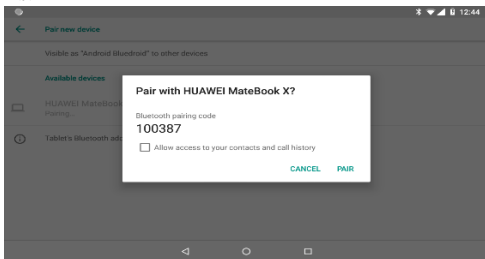 12:44
Pair new device
Visible as "Android Bluedroid" to other devices
Available devices
HUAWEI MateBook
Pairing...
Tablet's Bluetooth
Pair with HUAWEI MateBook X?
Bluetooth pairing code
100387
Allow access to your contacts and call history
CANCEL PAIR